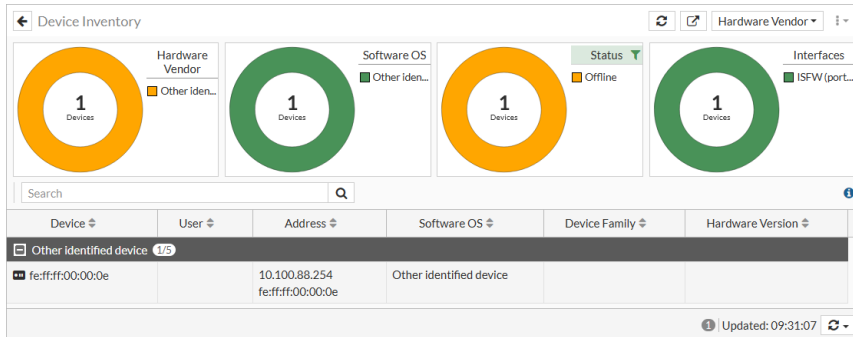 Device Inventory
Hardware Vendor
Hardware
Vendor
Other iden...
1
Devices
Software OS
Other iden...
1
Devices
Status
Offline
1
Devices
Interfaces
ISFW (port...
1
Devices
Search
Device User Address Software OS Device Family Hardware Version
Other identified device 1/5
fe:ff:ff:00:00:0e 10.100.88.254 Other identified device
fe:ff:ff:00:00:0e
1 Updated: 09:31:07